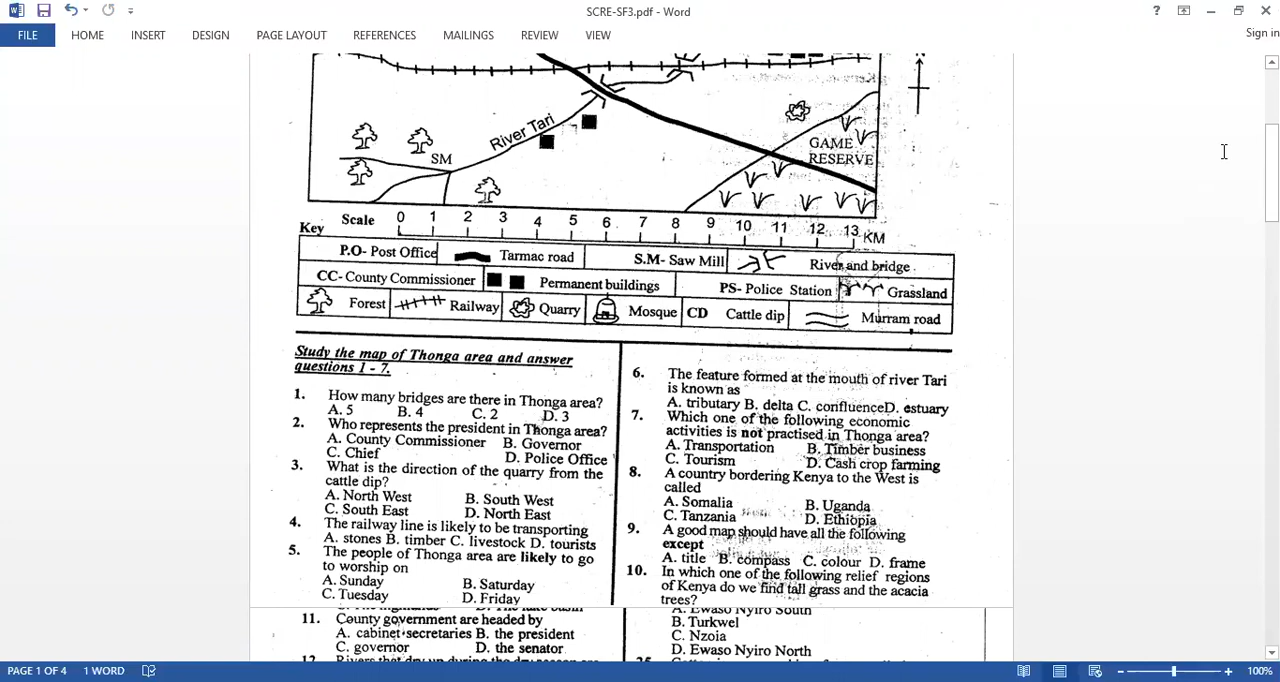 SCRE-SF3.pdf - Word
Sign in
FILE HOME INSERT DESIGN PAGE LAYOUT REFERENCES MAILINGS REVIEW VIEW
River Tari
SM
GAME
RESERVE
Key Scale 0 1 2 3 4 5 6 7 8 9 10 11 12 13 KM
P.O- Post Office Tarmac road S.M- Saw Mill River and bridge
CC- County Commissioner Permanent buildings PS- Police Station Grassland
Forest Railway Quarry Mosque CD Cattle dip Murram road
Study the map of Thonga area and answer
questions 1 - 7.
1. How many bridges are there in Thonga area?
A. 5 B. 4 C. 2 D. 3
2. Who represents the president in Thonga area?
A. County Commissioner B. Governor
C. Chief D. Police Office
3. What is the direction of the quarry from the
cattle dip?
A. North West B. South West
C. South East D. North East
4. The railway line is likely to be transporting
A. stones B. timber C. livestock D. tourists
5. The people of Thonga area are likely to go
to worship on
A. Sunday B. Saturday
C. Tuesday D. Friday
6. The feature formed at the mouth of river Tari
is known as
A. tributary B. delta C. confluenceD. estuary
7. Which one of the following economic
activities is not practised in Thonga area?
A. Transportation B. Timber business
C. Tourism D. Cash crop farming
8. A country bordering Kenya to the West is
called
A. Somalia B. Uganda
C. Tanzania D. Ethiopia
9. A good map should have all the following
except
A. title B. compass C. colour D. frame
10. In which one of the following relief regions
of Kenya do we find tall grass and the acacia
trees?
11. County government are headed by
A. cabinet secretaries B. the president
C. governor D. the senator
A. Ewaso Nyiro South
B. Turkwel
C. Nzoia
D. Ewaso Nyiro North
PAGE 1 OF 4 1 WORD 100%